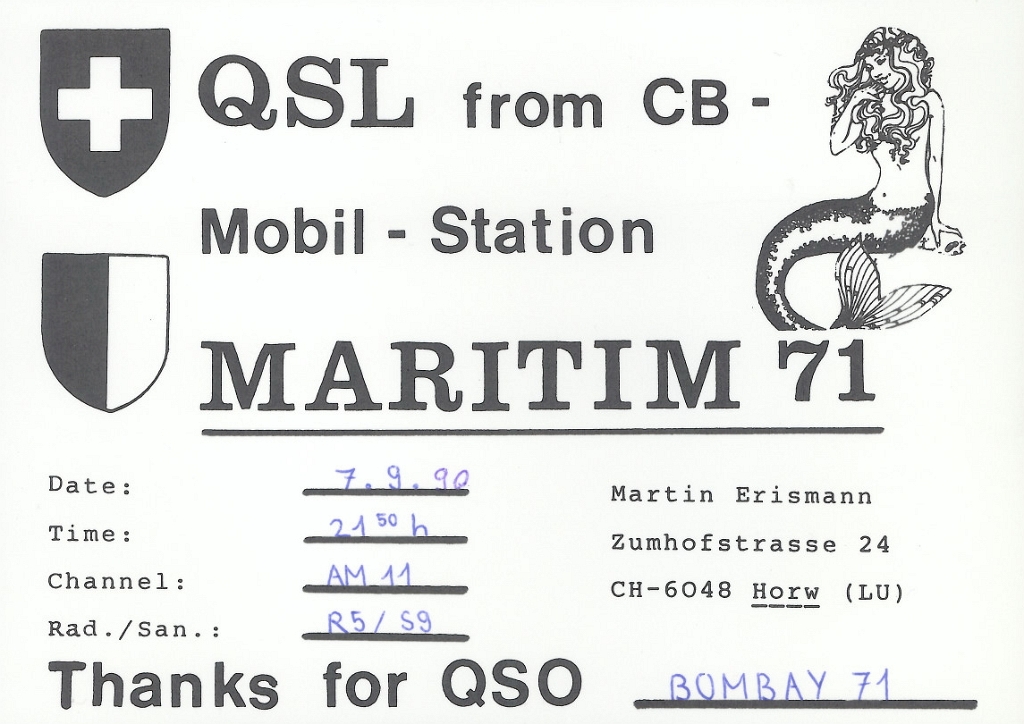 QSL from CB -
Mobil - Station
MARITIM 71
Date: 7.9.90
Time: 21 50 h
Channel: AM 11
Rad./San.: R5/S9
Martin Erismann
Zumhofstrasse 24
CH-6048 Horw (LU)
Thanks for QSO BOMBAY 71